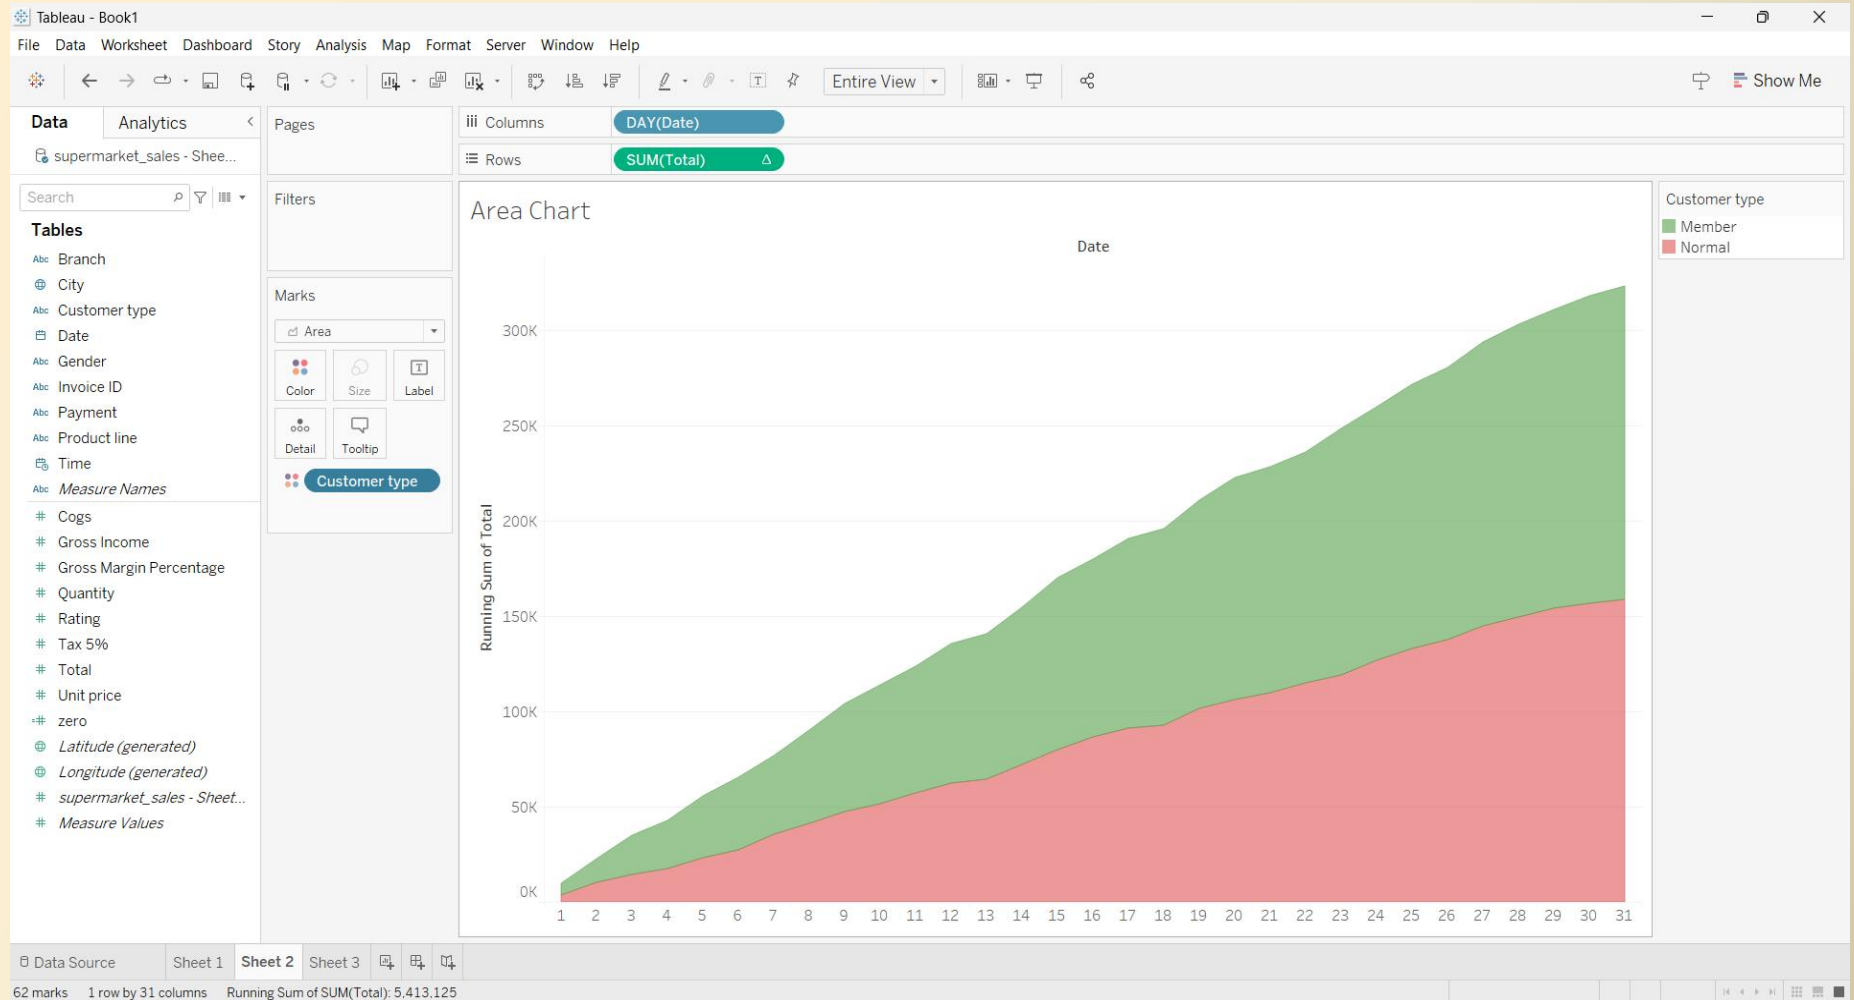 Tableau - Book1
File Data Worksheet Dashboard Story Analysis Map Format Server Window Help
Entire View
Show Me
Data Analytics
supermarket_sales - Shee...
Search
Tables
Abc Branch
City
Abc Customer type
Date
Abc Gender
Abc Invoice ID
Abc Payment
Abc Product line
Time
Abc Measure Names
# Cogs
# Gross Income
# Gross Margin Percentage
# Quantity
# Rating
# Tax 5%
# Total
# Unit price
=# zero
Latitude (generated)
Longitude (generated)
# supermarket_sales - Sheet...
# Measure Values
Pages
Filters
Marks
Area
Color Size Label
Detail Tooltip
Customer type
Columns DAY(Date)
Rows SUM(Total) Δ
Area Chart
Date
Running Sum of Total
300K
250K
200K
150K
100K
50K
0K
1 2 3 4 5 6 7 8 9 10 11 12 13 14 15 16 17 18 19 20 21 22 23 24 25 26 27 28 29 30 31
Customer type
Member
Normal
Data Source Sheet 1 Sheet 2 Sheet 3
62 marks 1 row by 31 columns Running Sum of SUM(Total): 5,413,125